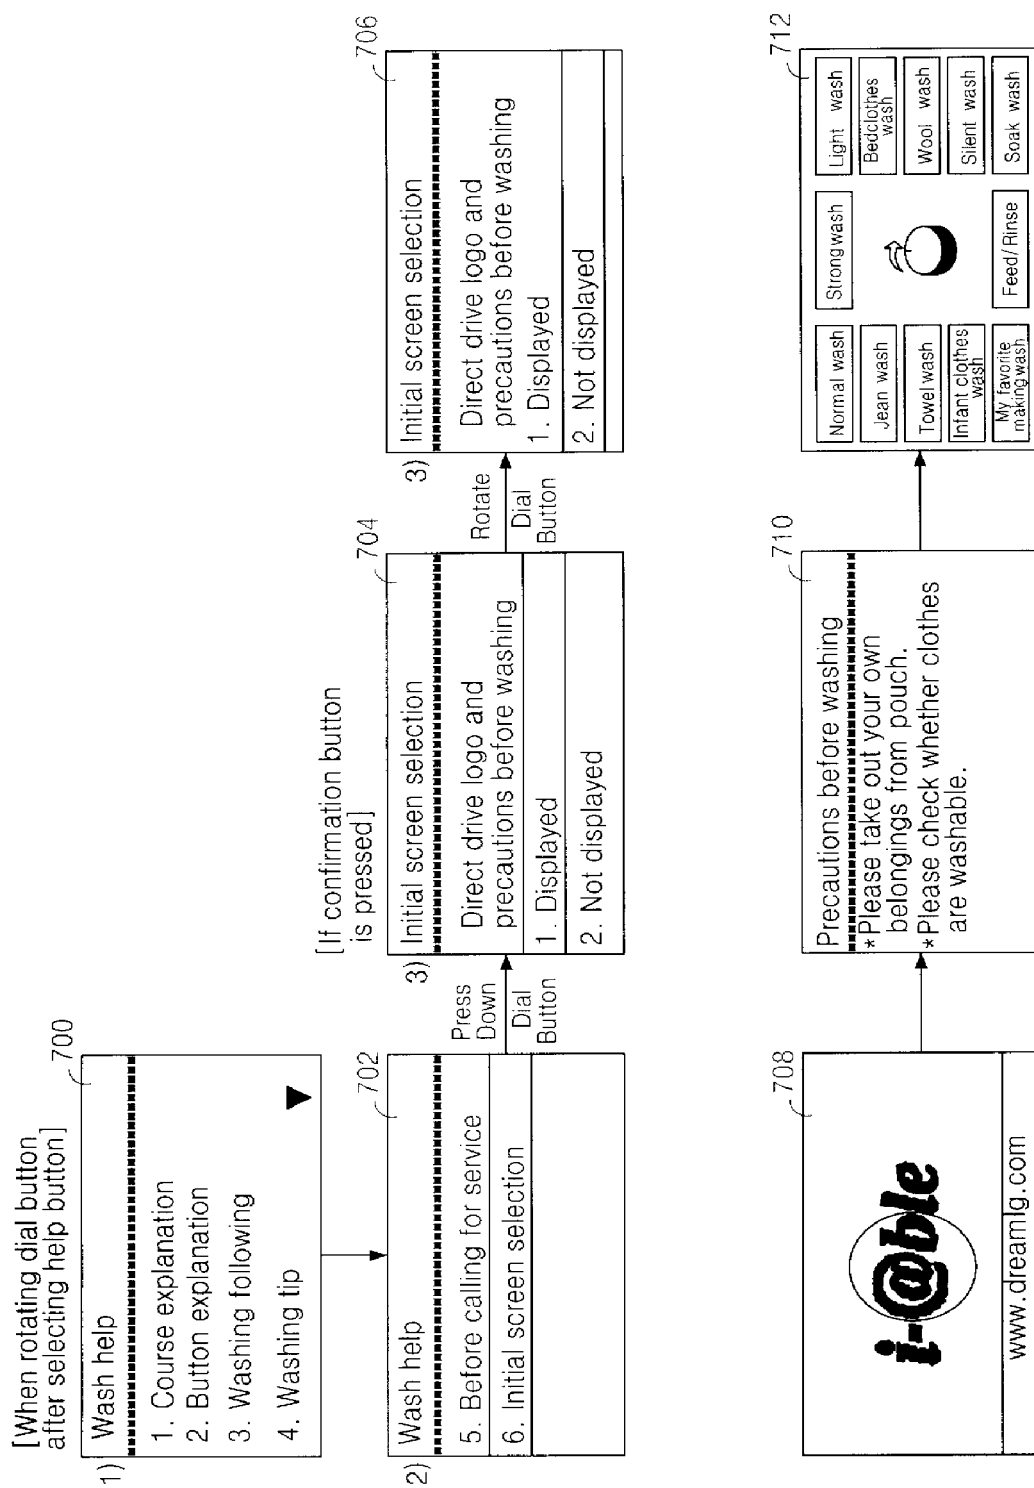 [When rotating dial button
after selecting help button]
700
1)
Wash help
1. Course explanation
2. Button explanation
3. Washing following
4. Washing tip
702
2)
Wash help
5. Before calling for service
6. Initial screen selection
Press
Down
Dial
Button
[If confirmation button
is pressed]
704
3)
Initial screen selection
Direct drive logo and
precautions before washing
1. Displayed
2. Not displayed
Rotate
Dial
Button
706
3)
Initial screen selection
Direct drive logo and
precautions before washing
1. Displayed
2. Not displayed
708
i-@ble
www.dreamlg.com
710
Precautions before washing
*Please take out your own
belongings from pouch.
*Please check whether clothes
are washable.
712
Normal wash
Strong wash
Light wash
Jean wash
Bedclothes
wash
Towel wash
Wool wash
Infant clothes
wash
Silent wash
My favorite
making wash
Feed/Rinse
Soak wash